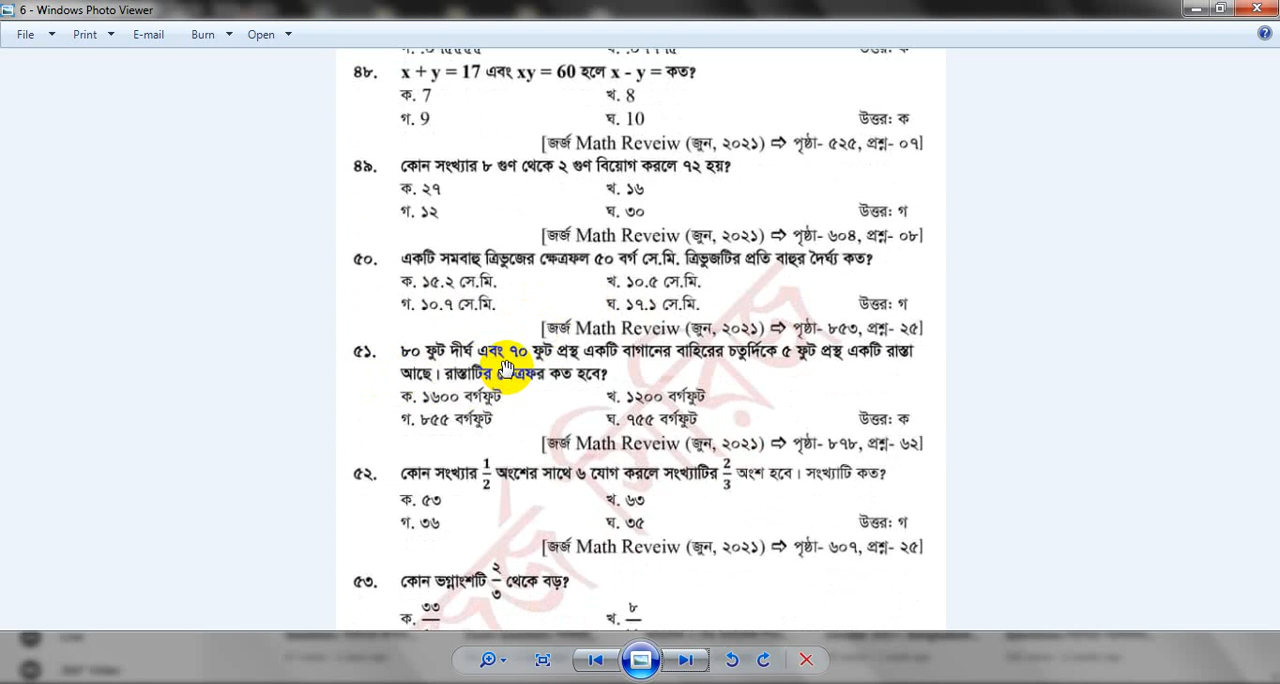 6 - Windows Photo Viewer
File Print E-mail Burn Open
৪৮. x + y = 17 এবং xy = 60 হলে x - y = কত?
ক. 7 খ. 8
গ. 9 ঘ. 10 উত্তর: ক
[জর্জ Math Reveiw (জুন, ২০২১) ⇨ পৃষ্ঠা- ৫২৫, প্রশ্ন- ০৭]
৪৯. কোন সংখ্যার ৮ গুণ থেকে ২ গুণ বিয়োগ করলে ৭২ হয়?
ক. ২৭ খ. ১৬
গ. ১২ ঘ. ৩০ উত্তর: গ
[জর্জ Math Reveiw (জুন, ২০২১) ⇨ পৃষ্ঠা- ৬০৪, প্রশ্ন- ০৮]
৫০. একটি সমবাহু ত্রিভুজের ক্ষেত্রফল ৫০ বর্গ সে.মি. ত্রিভুজটির প্রতি বাহুর দৈর্ঘ্য কত?
ক. ১৫.২ সে.মি. খ. ১০.৫ সে.মি.
গ. ১০.৭ সে.মি. ঘ. ১৭.১ সে.মি. উত্তর: গ
[জর্জ Math Reveiw (জুন, ২০২১) ⇨ পৃষ্ঠা- ৮৫৩, প্রশ্ন- ২৫]
৫১. ৮০ ফুট দীর্ঘ এবং ৭০ ফুট প্রস্থ একটি বাগানের বাহিরের চতুর্দিকে ৫ ফুট প্রস্থ একটি রাস্তা
আছে। রাস্তাটির ক্ষেত্রফর কত হবে?
ক. ১৬০০ বর্গফুট খ. ১২০০ বর্গফুট
গ. ৮৫৫ বর্গফুট ঘ. ৭৫৫ বর্গফুট উত্তর: ক
[জর্জ Math Reveiw (জুন, ২০২১) ⇨ পৃষ্ঠা- ৮৭৮, প্রশ্ন- ৬২]
৫২. কোন সংখ্যার 1/2 অংশের সাথে ৬ যোগ করলে সংখ্যাটির 2/3 অংশ হবে। সংখ্যাটি কত?
ক. ৫৩ খ. ৬৩
গ. ৩৬ ঘ. ৩৫ উত্তর: গ
[জর্জ Math Reveiw (জুন, ২০২১) ⇨ পৃষ্ঠা- ৬০৭, প্রশ্ন- ২৫]
৫৩. কোন ভগ্নাংশটি ২/৩ থেকে বড়?
ক. ৩৩ খ. ৮